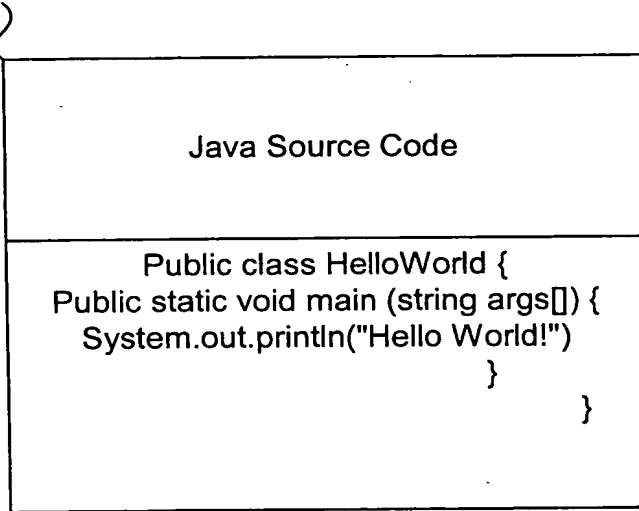 Java Source Code
Public class HelloWorld {
Public static void main (string args[]) {
System.out.println("Hello World!")
}
}